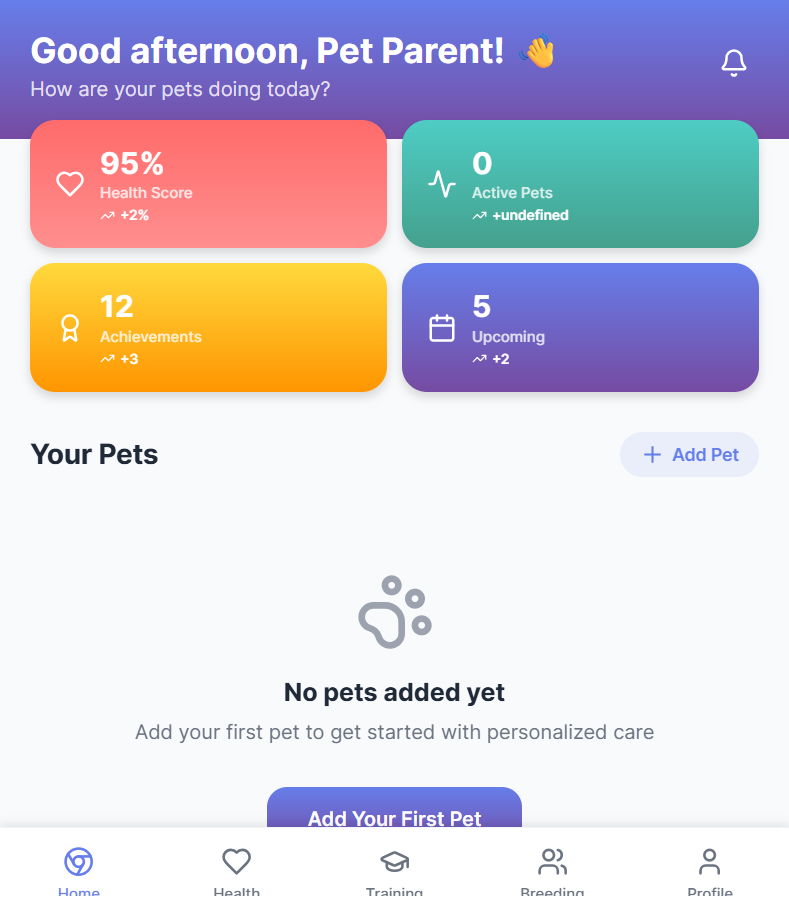 Good afternoon, Pet Parent! 👋
How are your pets doing today?
95%
Health Score
+2%
0
Active Pets
+undefined
12
Achievements
+3
5
Upcoming
+2
Your Pets
Add Pet
No pets added yet
Add your first pet to get started with personalized care
Add Your First Pet
Home
Health
Training
Breeding
Profile